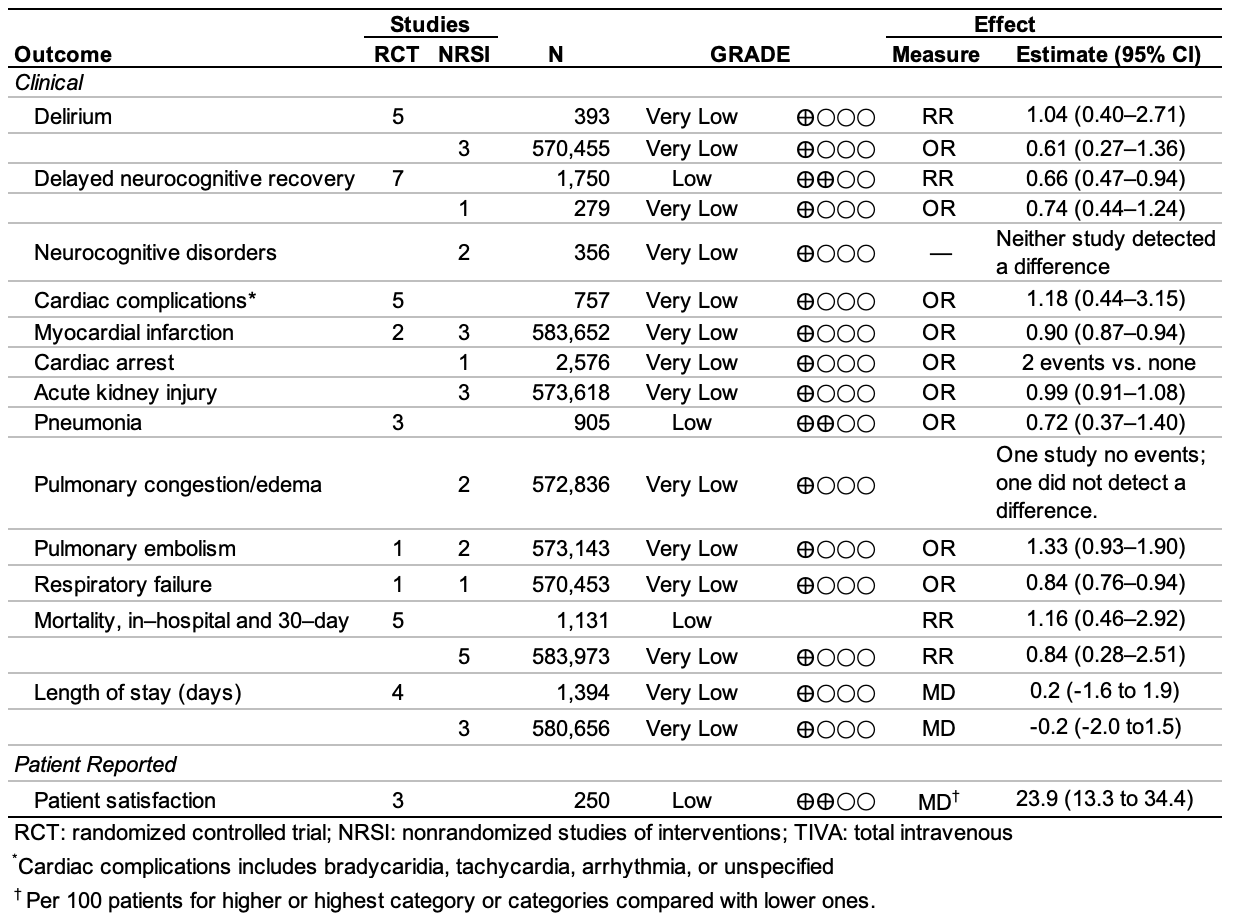 Studies Effect
Outcome RCT NRSI N GRADE Measure Estimate (95% CI)
Clinical
Delirium 5 393 Very Low ⊕○○○ RR 1.04 (0.40–2.71)
3 570,455 Very Low ⊕○○○ OR 0.61 (0.27–1.36)
Delayed neurocognitive recovery 7 1,750 Low ⊕⊕○○ RR 0.66 (0.47–0.94)
1 279 Very Low ⊕○○○ OR 0.74 (0.44–1.24)
Neurocognitive disorders 2 356 Very Low ⊕○○○ — Neither study detected
a difference
Cardiac complications* 5 757 Very Low ⊕○○○ OR 1.18 (0.44–3.15)
Myocardial infarction 2 3 583,652 Very Low ⊕○○○ OR 0.90 (0.87–0.94)
Cardiac arrest 1 2,576 Very Low ⊕○○○ OR 2 events vs. none
Acute kidney injury 3 573,618 Very Low ⊕○○○ OR 0.99 (0.91–1.08)
Pneumonia 3 905 Low ⊕⊕○○ OR 0.72 (0.37–1.40)
Pulmonary congestion/edema 2 572,836 Very Low ⊕○○○ One study no events;
one did not detect a
difference.
Pulmonary embolism 1 2 573,143 Very Low ⊕○○○ OR 1.33 (0.93–1.90)
Respiratory failure 1 1 570,453 Very Low ⊕○○○ OR 0.84 (0.76–0.94)
Mortality, in–hospital and 30–day 5 1,131 Low RR 1.16 (0.46–2.92)
5 583,973 Very Low ⊕○○○ RR 0.84 (0.28–2.51)
Length of stay (days) 4 1,394 Very Low ⊕○○○ MD 0.2 (-1.6 to 1.9)
3 580,656 Very Low ⊕○○○ MD -0.2 (-2.0 to1.5)
Patient Reported
Patient satisfaction 3 250 Low ⊕⊕○○ MD† 23.9 (13.3 to 34.4)
RCT: randomized controlled trial; NRSI: nonrandomized studies of interventions; TIVA: total intravenous
*Cardiac complications includes bradycaridia, tachycardia, arrhythmia, or unspecified
† Per 100 patients for higher or highest category or categories compared with lower ones.